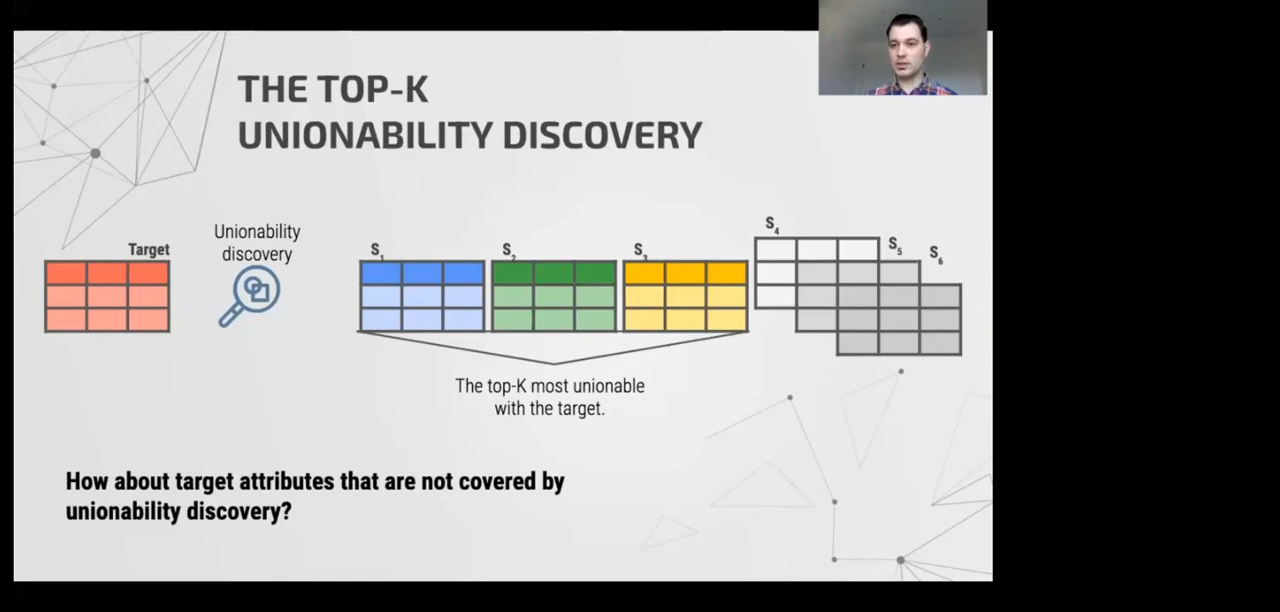 THE TOP-K
UNIONABILITY DISCOVERY
Target
Unionability
discovery
S1
S2
S3
S4
S5
S6
The top-K most unionable
with the target.
How about target attributes that are not covered by
unionability discovery?